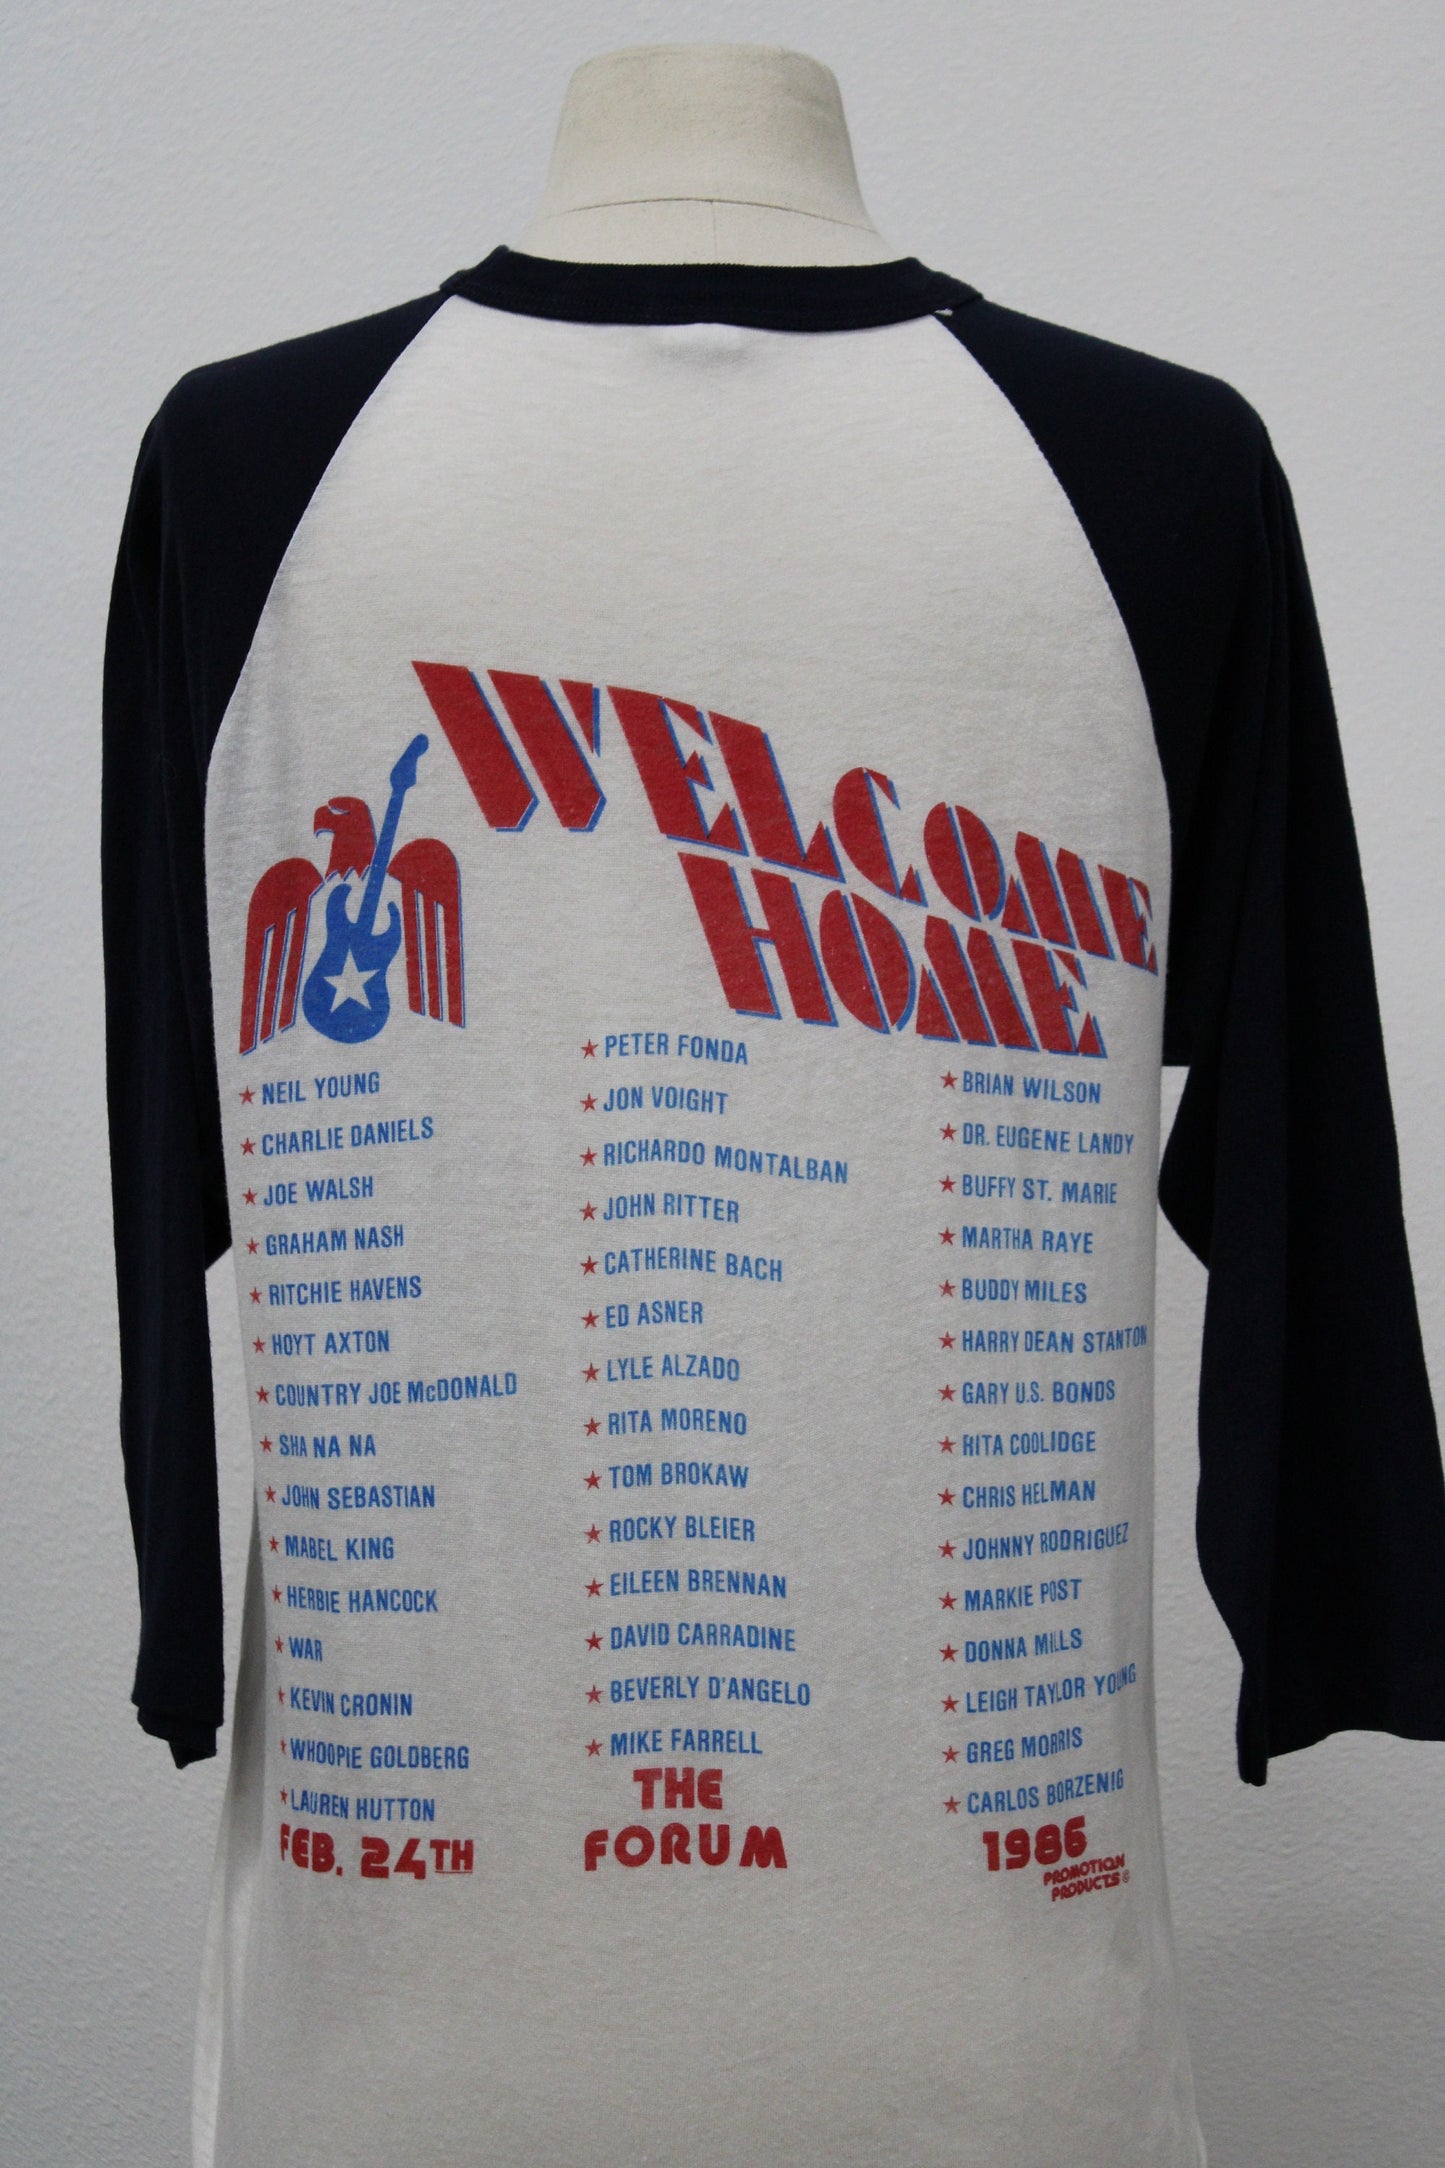 WELCOME
HOME
★ NEIL YOUNG
★ CHARLIE DANIELS
★ JOE WALSH
★ GRAHAM NASH
★ RITCHIE HAVENS
★ HOYT AXTON
★ COUNTRY JOE McDONALD
★ SHA NA NA
★ JOHN SEBASTIAN
★ MABEL KING
★ HERBIE HANCOCK
★ WAR
★ KEVIN CRONIN
★ WHOOPIE GOLDBERG
★ LAUREN HUTTON
★ PETER FONDA
★ JON VOIGHT
★ RICHARDO MONTALBAN
★ JOHN RITTER
★ CATHERINE BACH
★ ED ASNER
★ LYLE ALZADO
★ RITA MORENO
★ TOM BROKAW
★ ROCKY BLEIER
★ EILEEN BRENNAN
★ DAVID CARRADINE
★ BEVERLY D'ANGELO
★ MIKE FARRELL
★ BRIAN WILSON
★ DR. EUGENE LANDY
★ BUFFY ST. MARIE
★ MARTHA RAYE
★ BUDDY MILES
★ HARRY DEAN STANTON
★ GARY U.S. BONDS
★ RITA COOLIDGE
★ CHRIS HELMAN
★ JOHNNY RODRIGUEZ
★ MARKIE POST
★ DONNA MILLS
★ LEIGH TAYLOR YOUNG
★ GREG MORRIS
★ CARLOS BORZENIG
FEB. 24TH
THE
FORUM
1986
PROMOTION
PRODUCTS ©